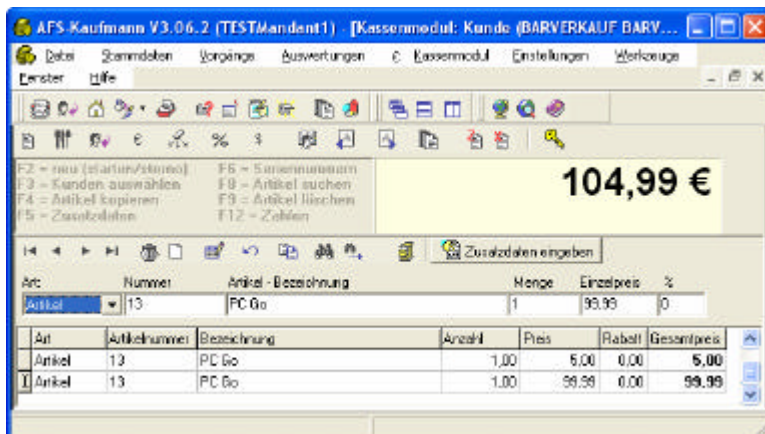 AFS-Kaufmann V3.06.2 (TESTMandant1) - [Kassenmodul: Kunde (BARVERKAUF BARV...
Datei Stammdaten Vorgänge Auswertungen € Kassenmodul Einstellungen Werkzeuge
Fenster Hilfe
F2 = neu (starten/storno) F6 = Seriennummern
F3 = Kunden auswählen F8 = Artikel suchen
F4 = Artikel kopieren F9 = Artikel löschen
F5 = Zusatzdaten F12 = Zahlen
104,99 €
Zusatzdaten eingeben
Art: Nummer Artikel - Bezeichnung Menge Einzelpreis %
Artikel 13 PC Go 1 99.99 0
Art Artikelnummer Bezeichnung Anzahl Preis Rabatt Gesamtpreis
Artikel 13 PC Go 1,00 5,00 0,00 5,00
Artikel 13 PC Go 1.00 99.99 0.00 99.99